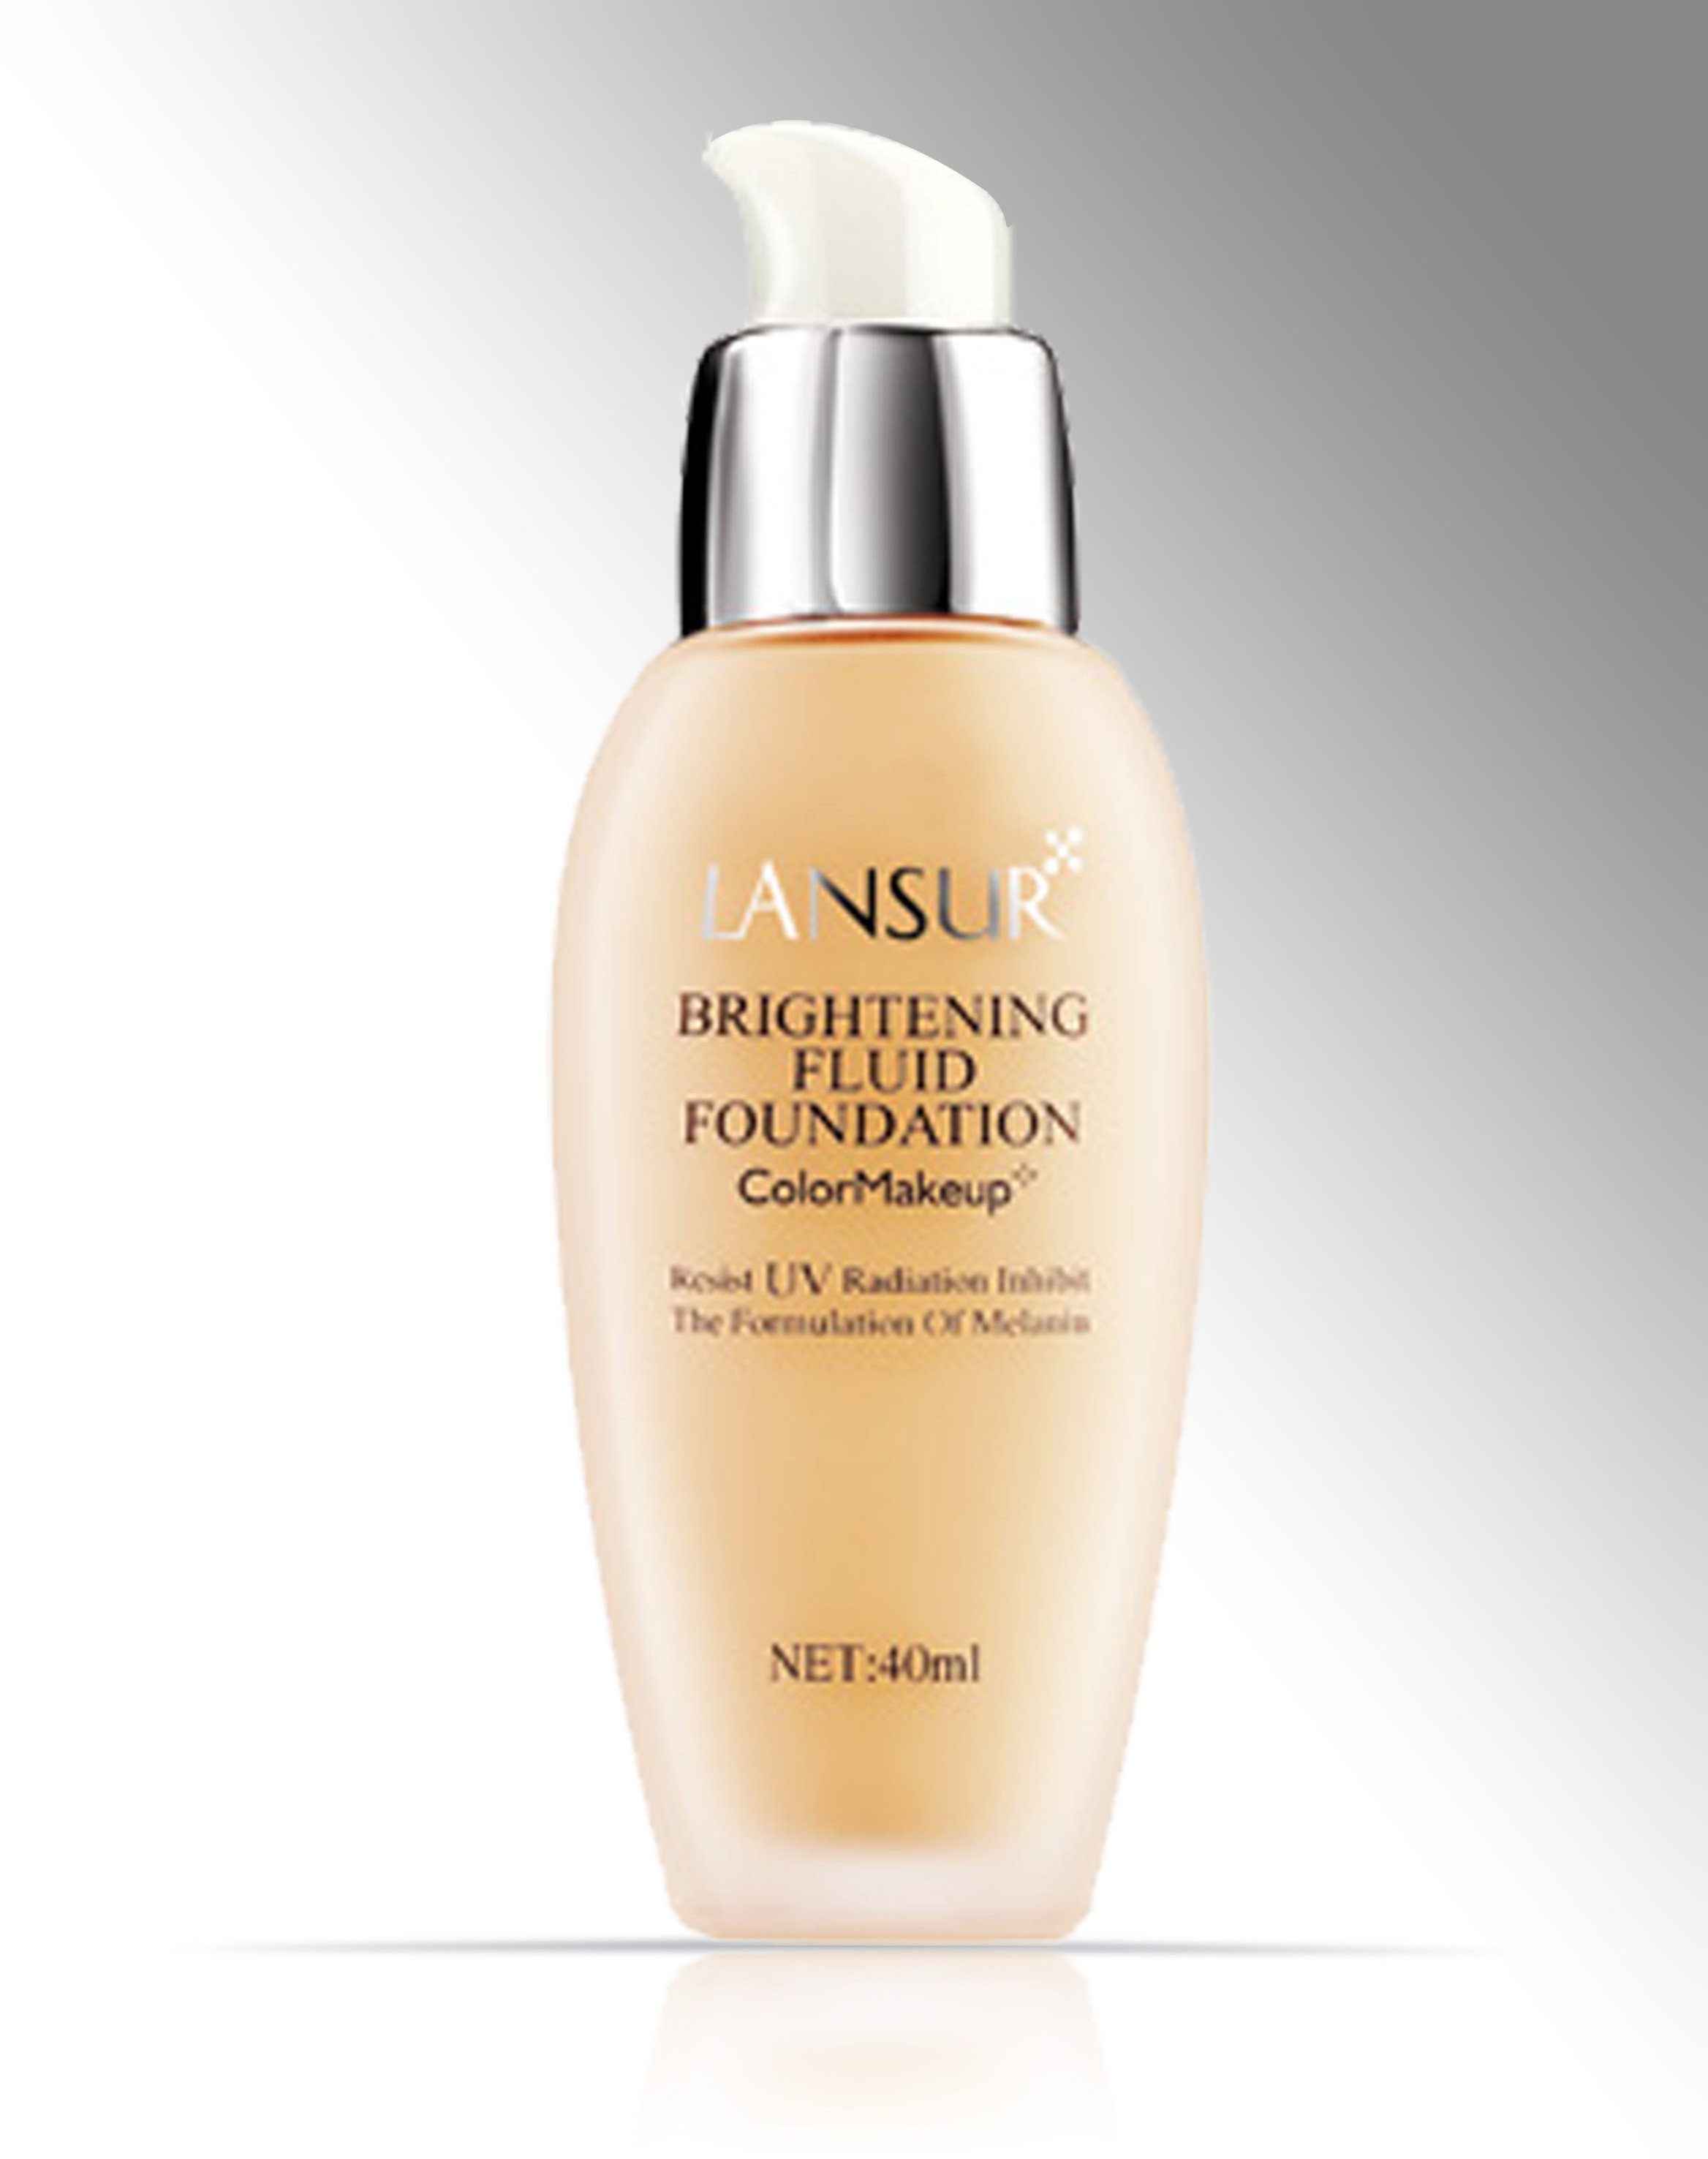 LANSUR
BRIGHTENING
FLUID
FOUNDATION
ColorMakeup
Resist UV Radiation Inhibit
The Formulation Of Melanin
NET:40ml